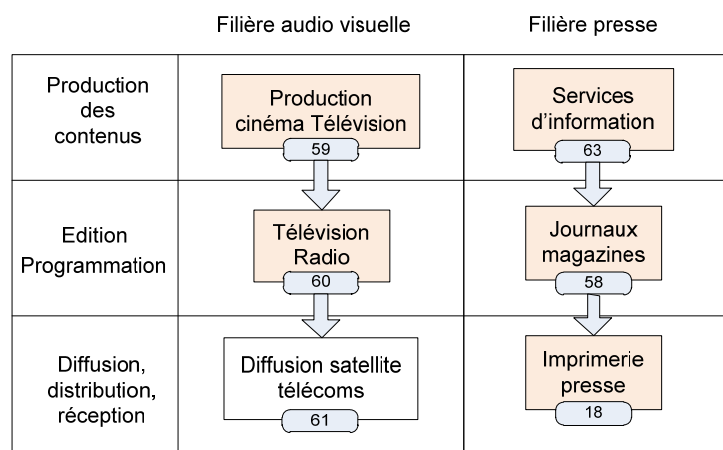 Filière audio visuelle
Filière presse
Production
des
contenus
Production
cinéma Télévision
59
Services
d'information
63
Edition
Programmation
Télévision
Radio
60
Journaux
magazines
58
Diffusion,
distribution,
réception
Diffusion satellite
télécoms
61
Imprimerie
presse
18